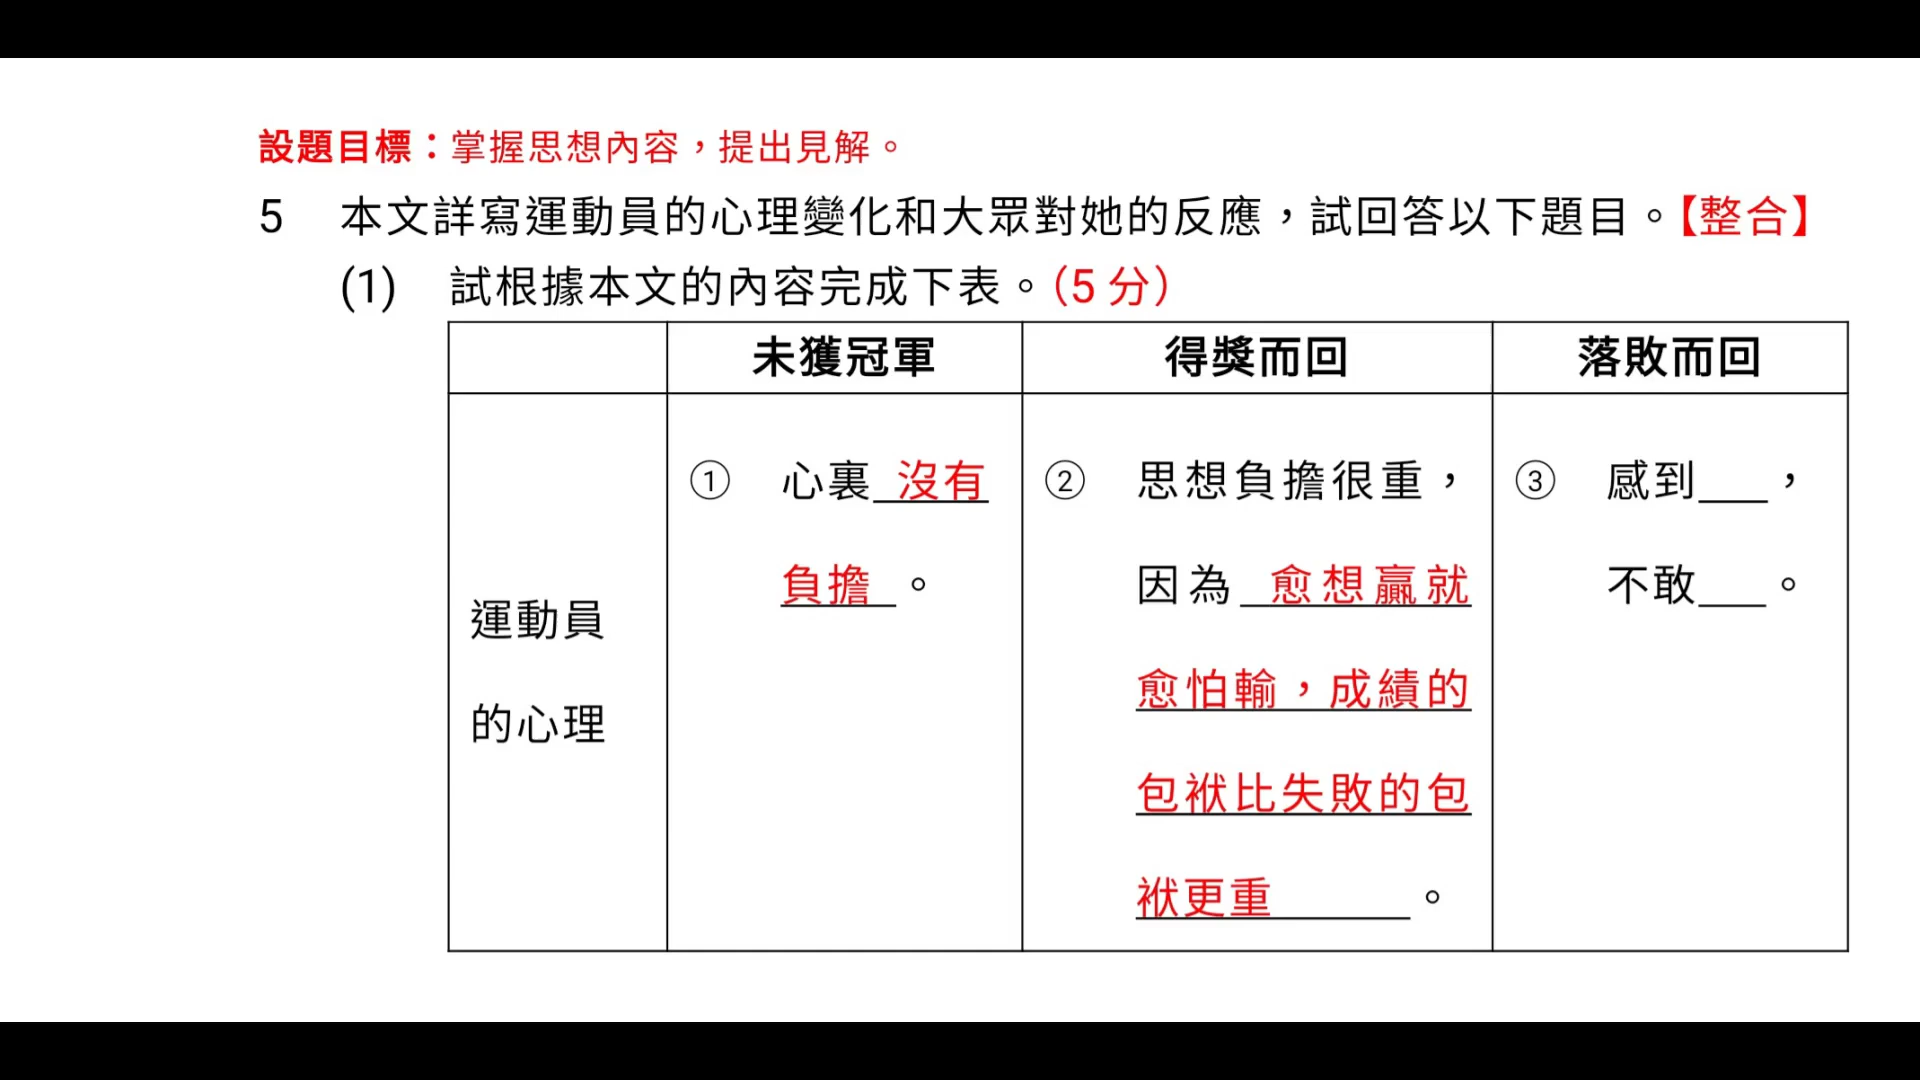 設題目標：掌握思想內容，提出見解。
5 本文詳寫運動員的心理變化和大眾對她的反應，試回答以下題目。【整合】
(1) 試根據本文的內容完成下表。（5 分）
未獲冠軍 得獎而回 落敗而回
運動員
的心理
① 心裏 沒有
負擔 。
② 思想負擔很重，
因為 愈想贏就
愈怕輸，成績的
包袱比失敗的包
袱更重 。
③ 感到___，
不敢___。